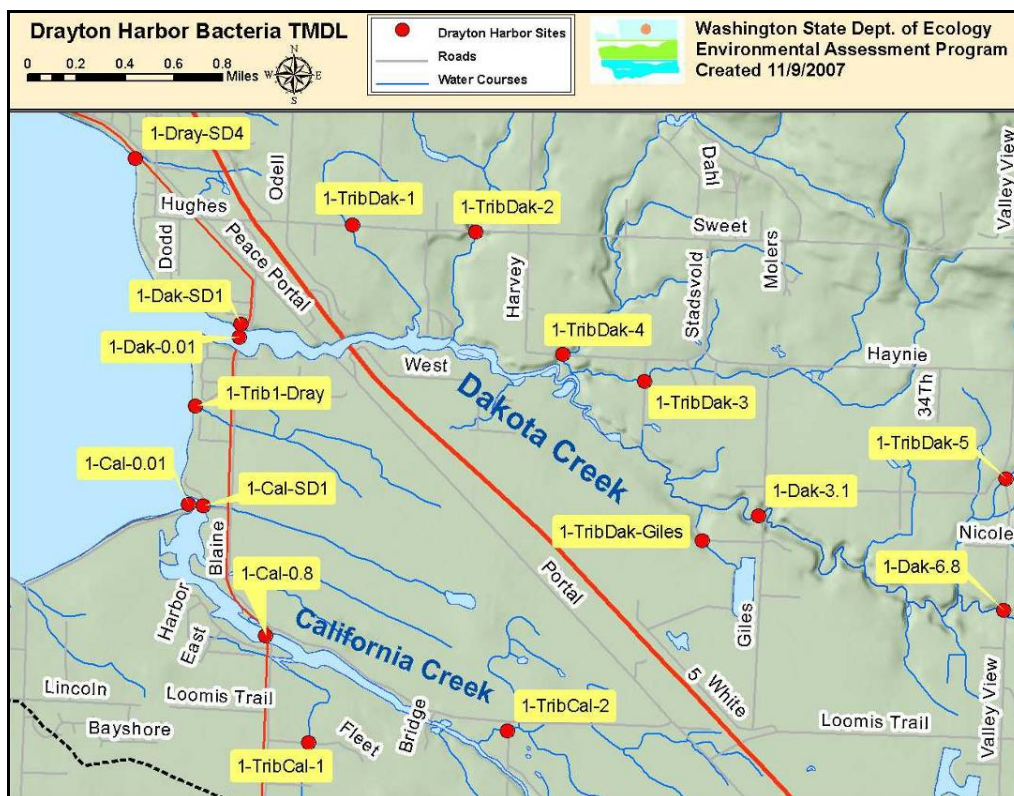 Drayton Harbor Bacteria TMDL
0 0.2 0.4 0.6 0.8
Miles
N
W E
S
Drayton Harbor Sites
Roads
Water Courses
Washington State Dept. of Ecology
Environmental Assessment Program
Created 11/9/2007
1-Dray-SD4
Odell
Dahl
Valley View
1-TribDak-1
1-TribDak-2
Hughes
Sweet
Dodd
Peace Portal
Harvey
Stadsvold
Molers
1-Dak-SD1
1-Dak-0.01
1-TribDak-4
West
Haynie
34Th
1-Trib1-Dray
1-TribDak-3
Dakota Creek
1-TribDak-5
1-Cal-0.01
1-Cal-SD1
1-Dak-3.1
1-TribDak-Giles
Nicole
Blaine
1-Cal-0.8
Portal
1-Dak-6.8
Harbor
East
Giles
California Creek
5
White
Lincoln
Loomis Trail
Bayshore
Fleet
Bridge
1-TribCal-2
Loomis Trail
Valley View
1-TribCal-1